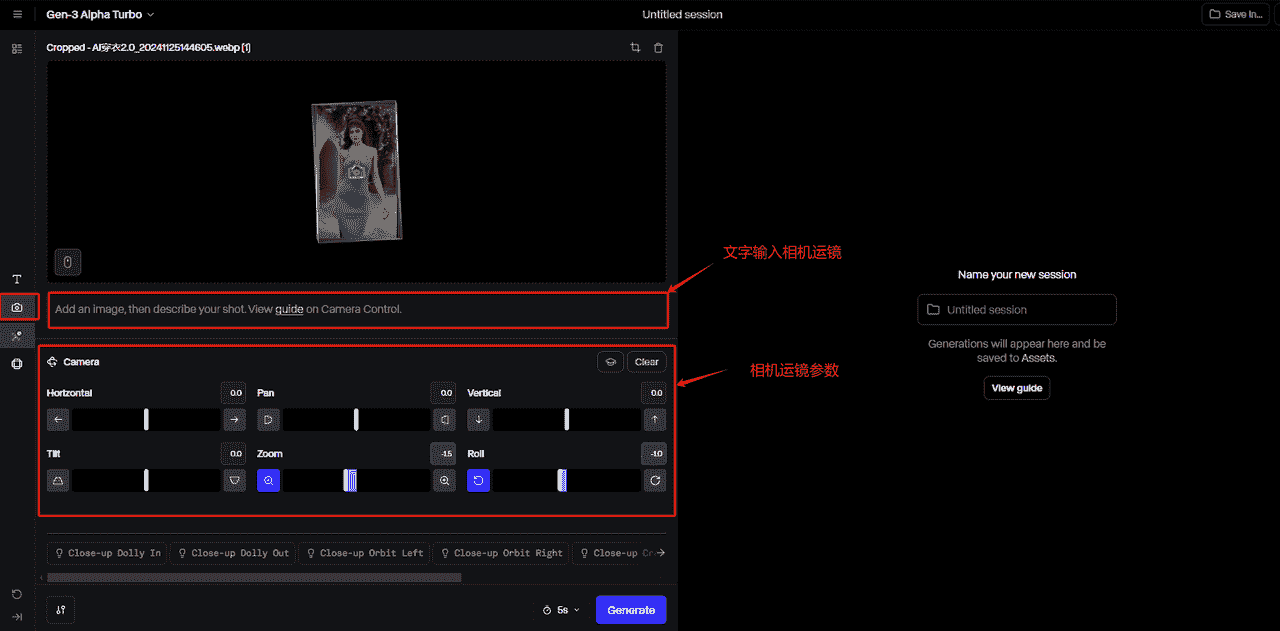 Gen-3 Alpha Turbo
Untitled session
Save in...
Cropped - AI穿衣2.0_20241125144605.webp (1)
T
文字输入相机运镜
Add an image, then describe your shot. View guide on Camera Control.
Name your new session
Untitled session
Generations will appear here and be
saved to Assets.
View guide
相机运镜参数
Camera
Clear
Horizontal
0.0
Pan
0.0
Vertical
0.0
Tilt
0.0
Zoom
-1.5
Roll
-1.0
Close-up Dolly In
Close-up Dolly Out
Close-up Orbit Left
Close-up Orbit Right
Close-up Cr
5s
Generate